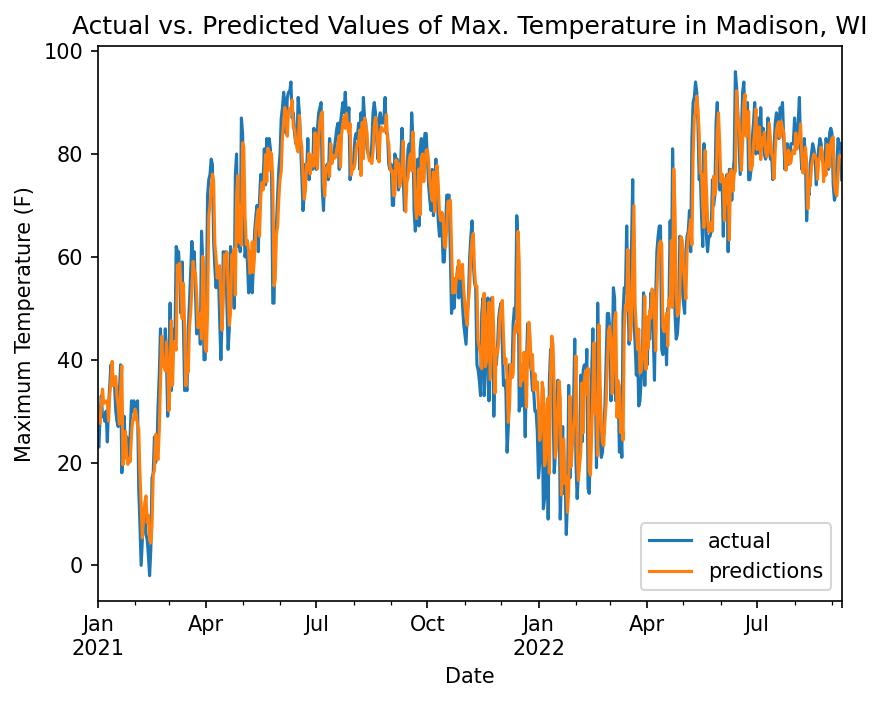 Actual vs. Predicted Values of Max. Temperature in Madison, WI
100
80
60
40
20
0
Maximum Temperature (F)
actual
predictions
Jan Apr Jul Oct Jan Apr Jul
2021 2022
Date